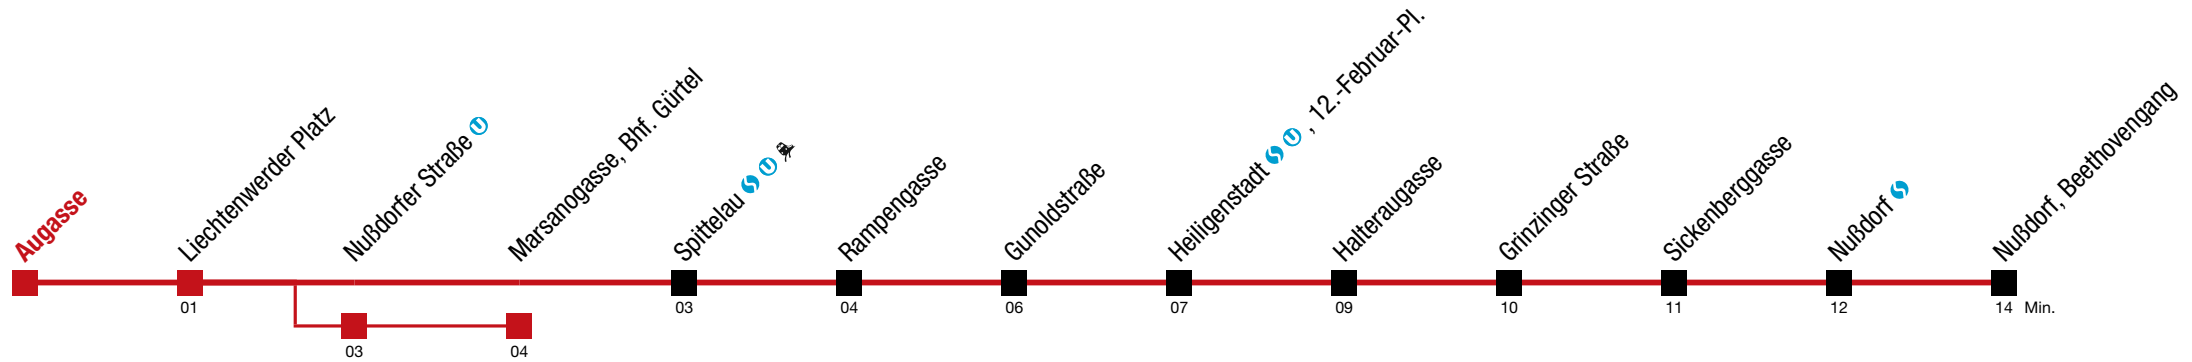 Augasse
Liechtenwerder Platz
Nußdorfer Straße U
Marsanogasse, Bhf. Gürtel
Spittelau S U
Rampengasse
Gunoldstraße
Heiligenstadt S U , 12.-Februar-Pl.
Halteraugasse
Grinzinger Straße
Sickenberggasse
Nußdorf S
Nußdorf, Beethovengang
01
03
04
06
07
09
10
11
12
14 Min.
03
04